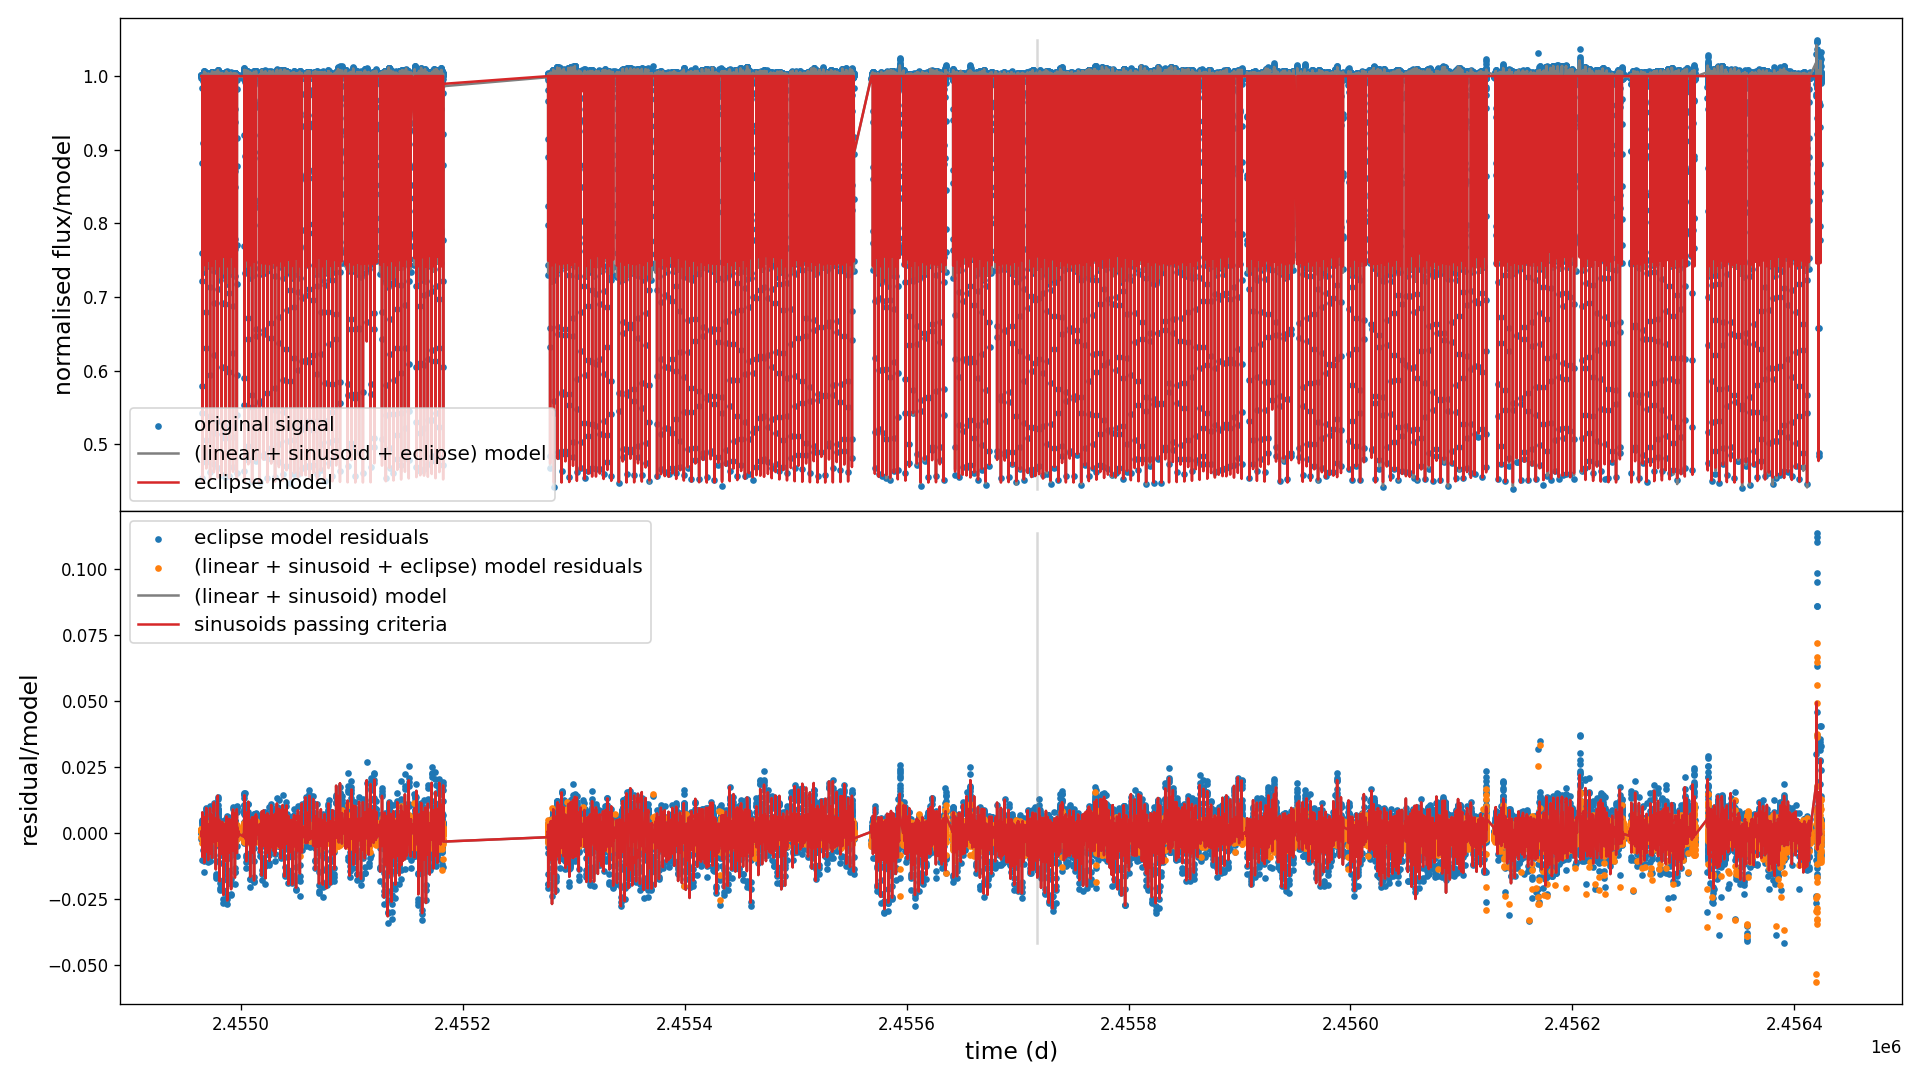 normalised flux/model
1.0
0.9
0.8
0.7
0.6
0.5
original signal
(linear + sinusoid + eclipse) model
eclipse model
residual/model
0.100
0.075
0.050
0.025
0.000
−0.025
−0.050
eclipse model residuals
(linear + sinusoid + eclipse) model residuals
(linear + sinusoid) model
sinusoids passing criteria
2.4550
2.4552
2.4554
2.4556
2.4558
2.4560
2.4562
2.4564
1e6
time (d)